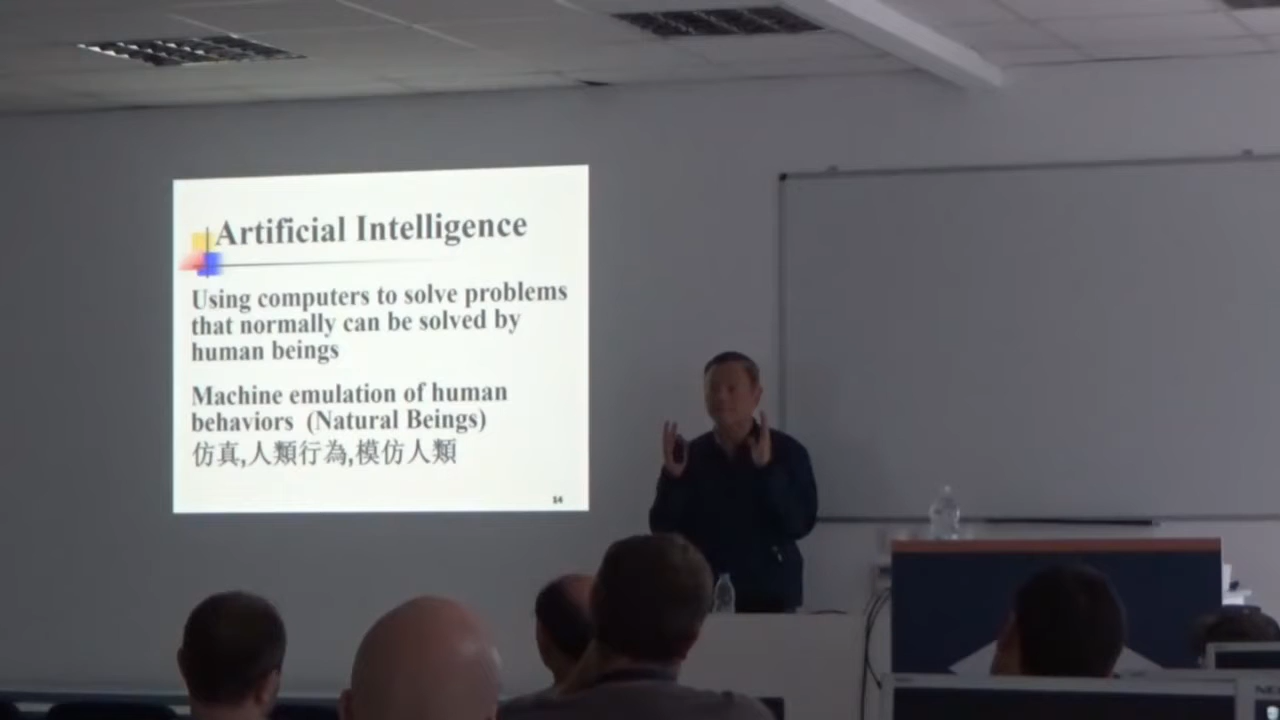 Artificial Intelligence
Using computers to solve problems
that normally can be solved by
human beings
Machine emulation of human
behaviors (Natural Beings)
仿真,人類行為,模仿人類
14